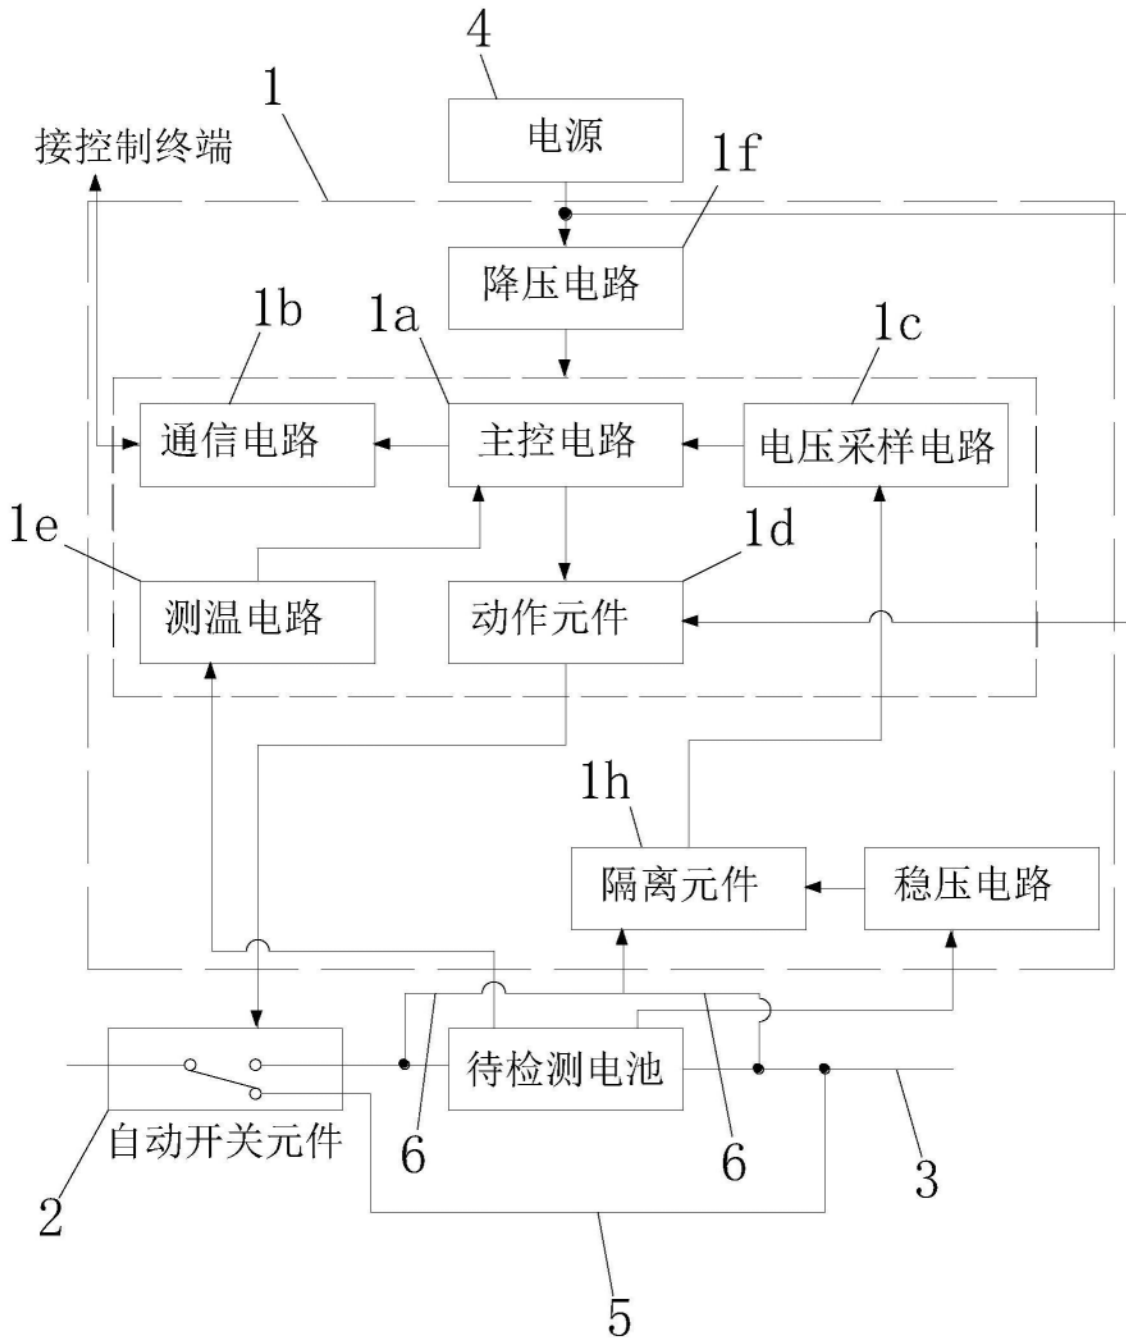 4
1
电源
接控制终端
1f
降压电路
1b
1a
1c
通信电路
主控电路
电压采样电路
1e
1d
测温电路
动作元件
1h
隔离元件
稳压电路
待检测电池
自动开关元件
2
6
6
3
5